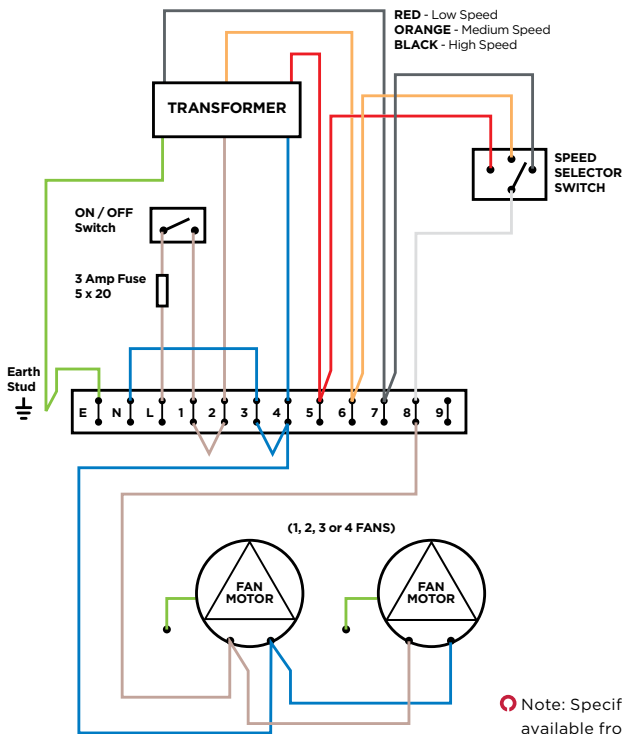 RED - Low Speed
ORANGE - Medium Speed
BLACK - High Speed
TRANSFORMER
SPEED
SELECTOR
SWITCH
ON / OFF
Switch
3 Amp Fuse
5 x 20
Earth
Stud
E N L 1 2 3 4 5 6 7 8 9
(1, 2, 3 or 4 FANS)
FAN
MOTOR
FAN
MOTOR
Note: Specif
available fro